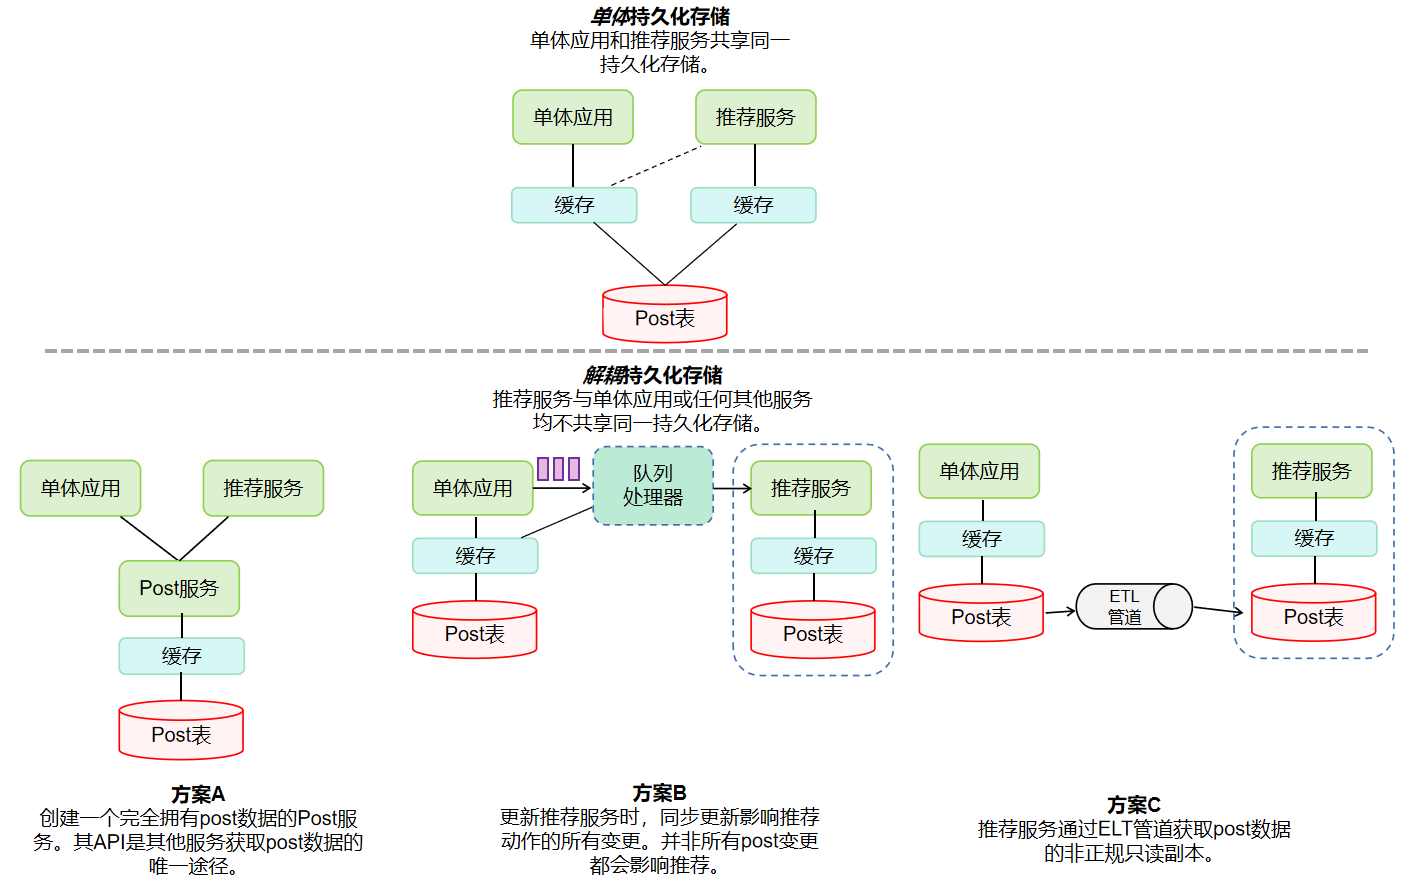 单体持久化存储
单体应用和推荐服务共享同一
持久化存储。
单体应用
推荐服务
缓存
缓存
Post表
解耦持久化存储
推荐服务与单体应用或任何其他服务
均不共享同一持久化存储。
单体应用
推荐服务
Post服务
缓存
Post表
方案A
创建一个完全拥有post数据的Post服
务。其API是其他服务获取post数据的
唯一途径。
单体应用
队列
处理器
推荐服务
缓存
缓存
Post表
Post表
方案B
更新推荐服务时，同步更新影响推荐
动作的所有变更。并非所有post变更
都会影响推荐。
单体应用
推荐服务
缓存
缓存
Post表
ETL
管道
Post表
方案C
推荐服务通过ELT管道获取post数据
的非正规只读副本。